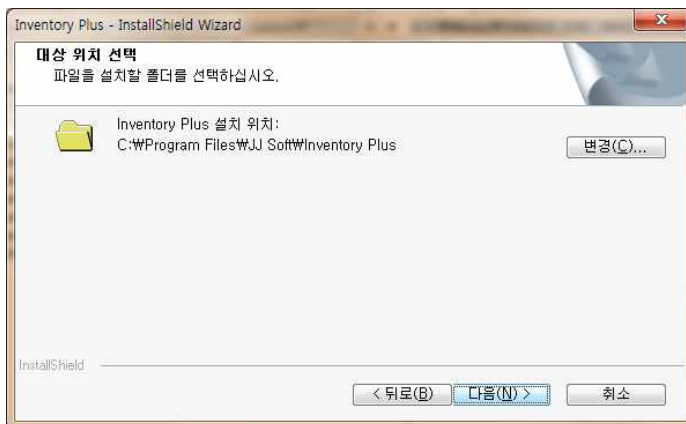 Inventory Plus - InstallShield Wizard
대상 위치 선택
파일을 설치할 폴더를 선택하십시오.
Inventory Plus 설치 위치:
C:₩Program Files₩JJ Soft₩Inventory Plus
변경(C)...
InstallShield
< 뒤로(B)
다음(N) >
취소